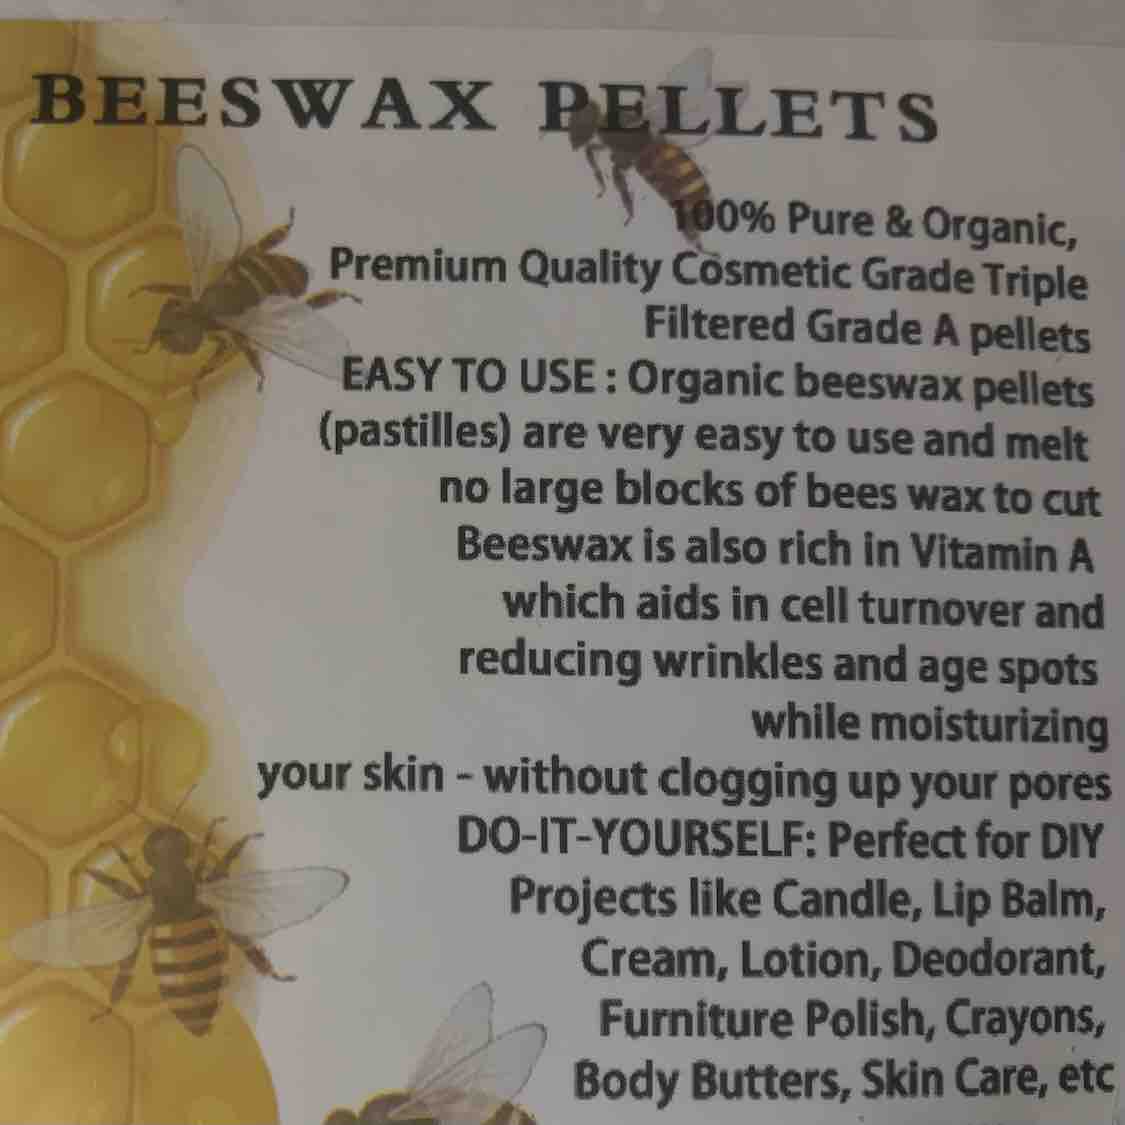 BEESWAX PELLETS
100% Pure & Organic,
Premium Quality Cosmetic Grade Triple
Filtered Grade A pellets
EASY TO USE : Organic beeswax pellets
(pastilles) are very easy to use and melt
no large blocks of bees wax to cut
Beeswax is also rich in Vitamin A
which aids in cell turnover and
reducing wrinkles and age spots
while moisturizing
your skin - without clogging up your pores
DO-IT-YOURSELF: Perfect for DIY
Projects like Candle, Lip Balm,
Cream, Lotion, Deodorant,
Furniture Polish, Crayons,
Body Butters, Skin Care, etc